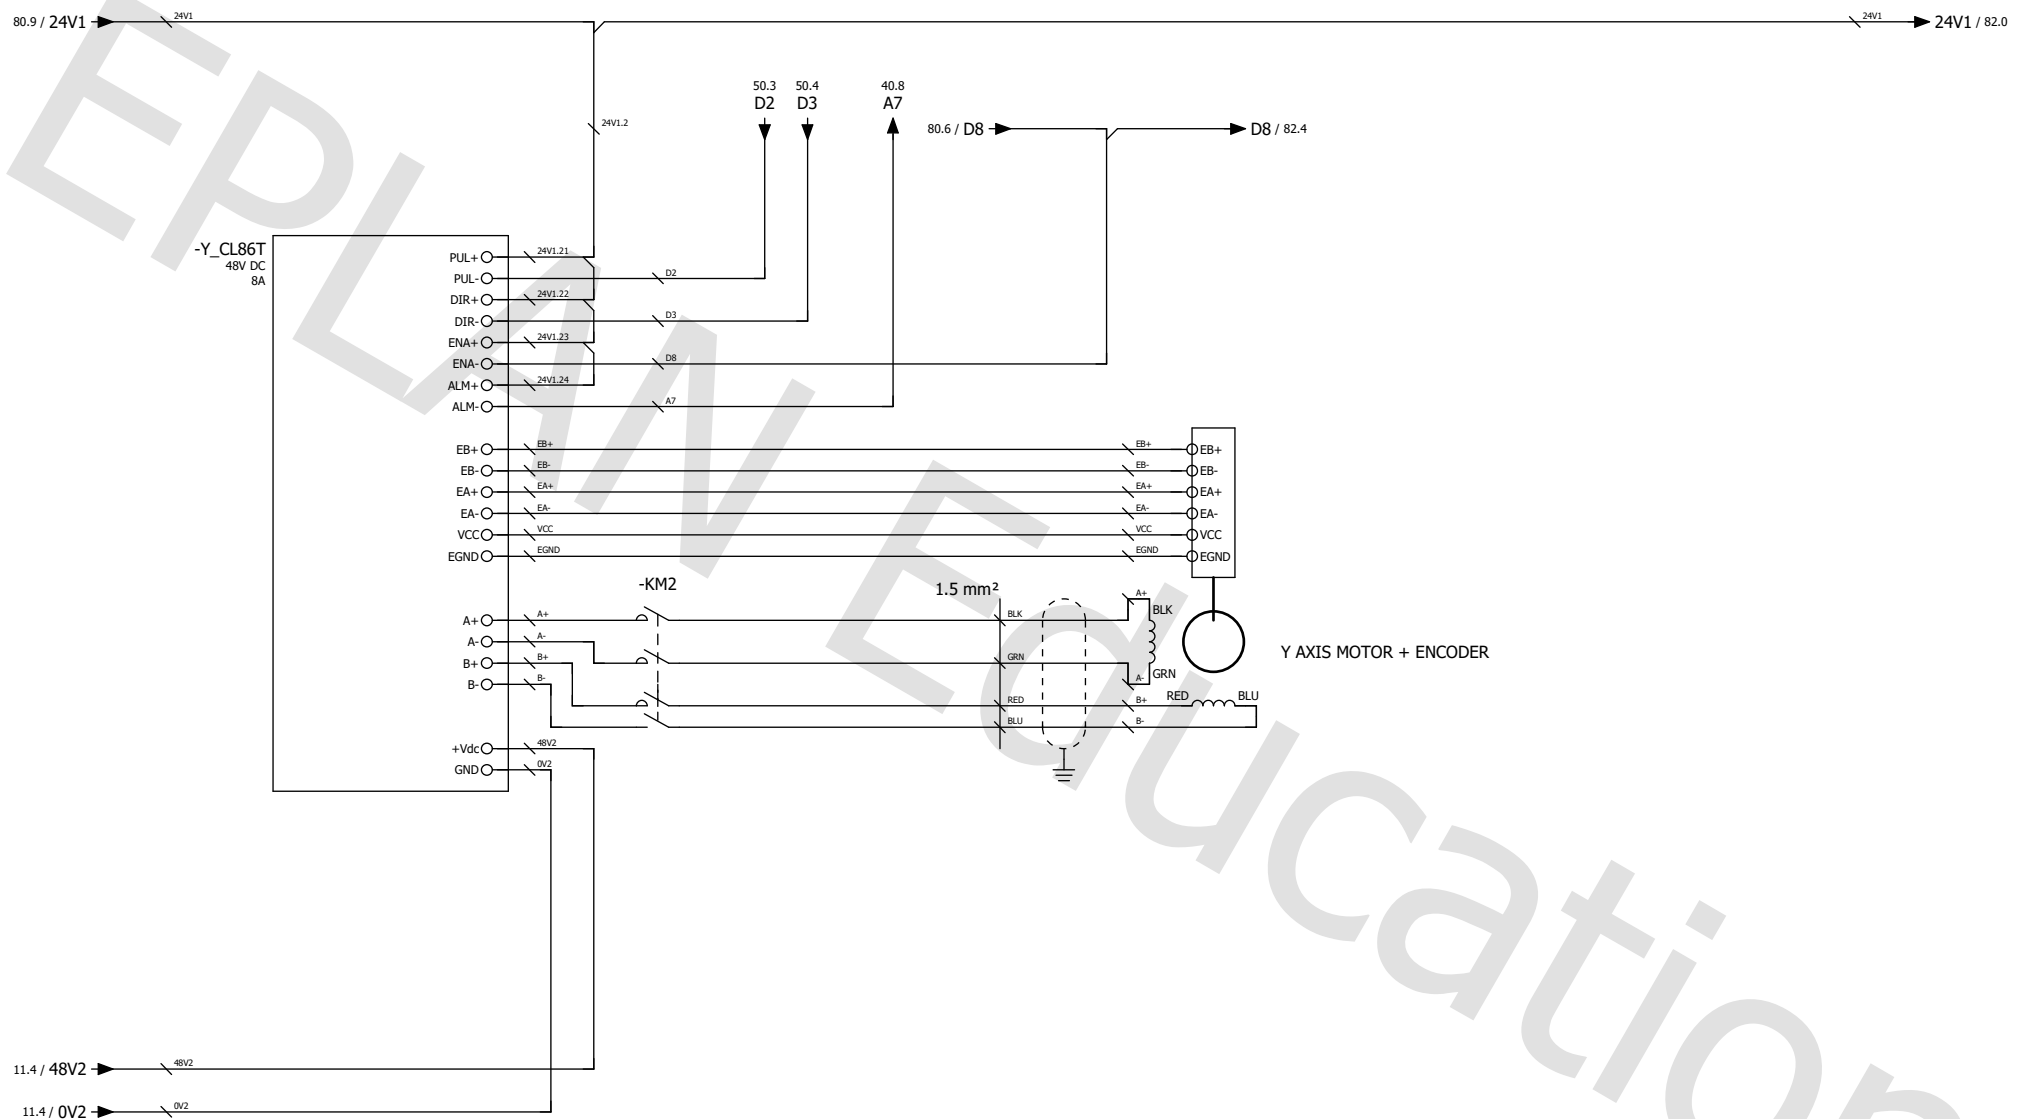 80.9 / 24V1
24V1
24V1
24V1 / 82.0
50.3
D2
50.4
D3
40.8
A7
80.6 / D8
D8 / 82.4
24V1.2
-Y_CL86T
48V DC
8A
PUL+ 24V1.21
PUL- D2
DIR+ 24V1.22
DIR- D3
ENA+ 24V1.23
ENA- D8
ALM+ 24V1.24
ALM- A7
EB+ EB+ EB+ EB+
EB- EB- EB- EB-
EA+ EA+ EA+ EA+
EA- EA- EA- EA-
VCC VCC VCC VCC
EGND EGND EGND EGND
-KM2
1.5 mm²
A+ A+ BLK A+ BLK
A- A-
B+ B+ GRN A- GRN
B- B-
Y AXIS MOTOR + ENCODER
RED B+ RED BLU
BLU B-
+Vdc 48V2
GND 0V2
11.4 / 48V2 48V2
11.4 / 0V2 0V2
EPLAN Education